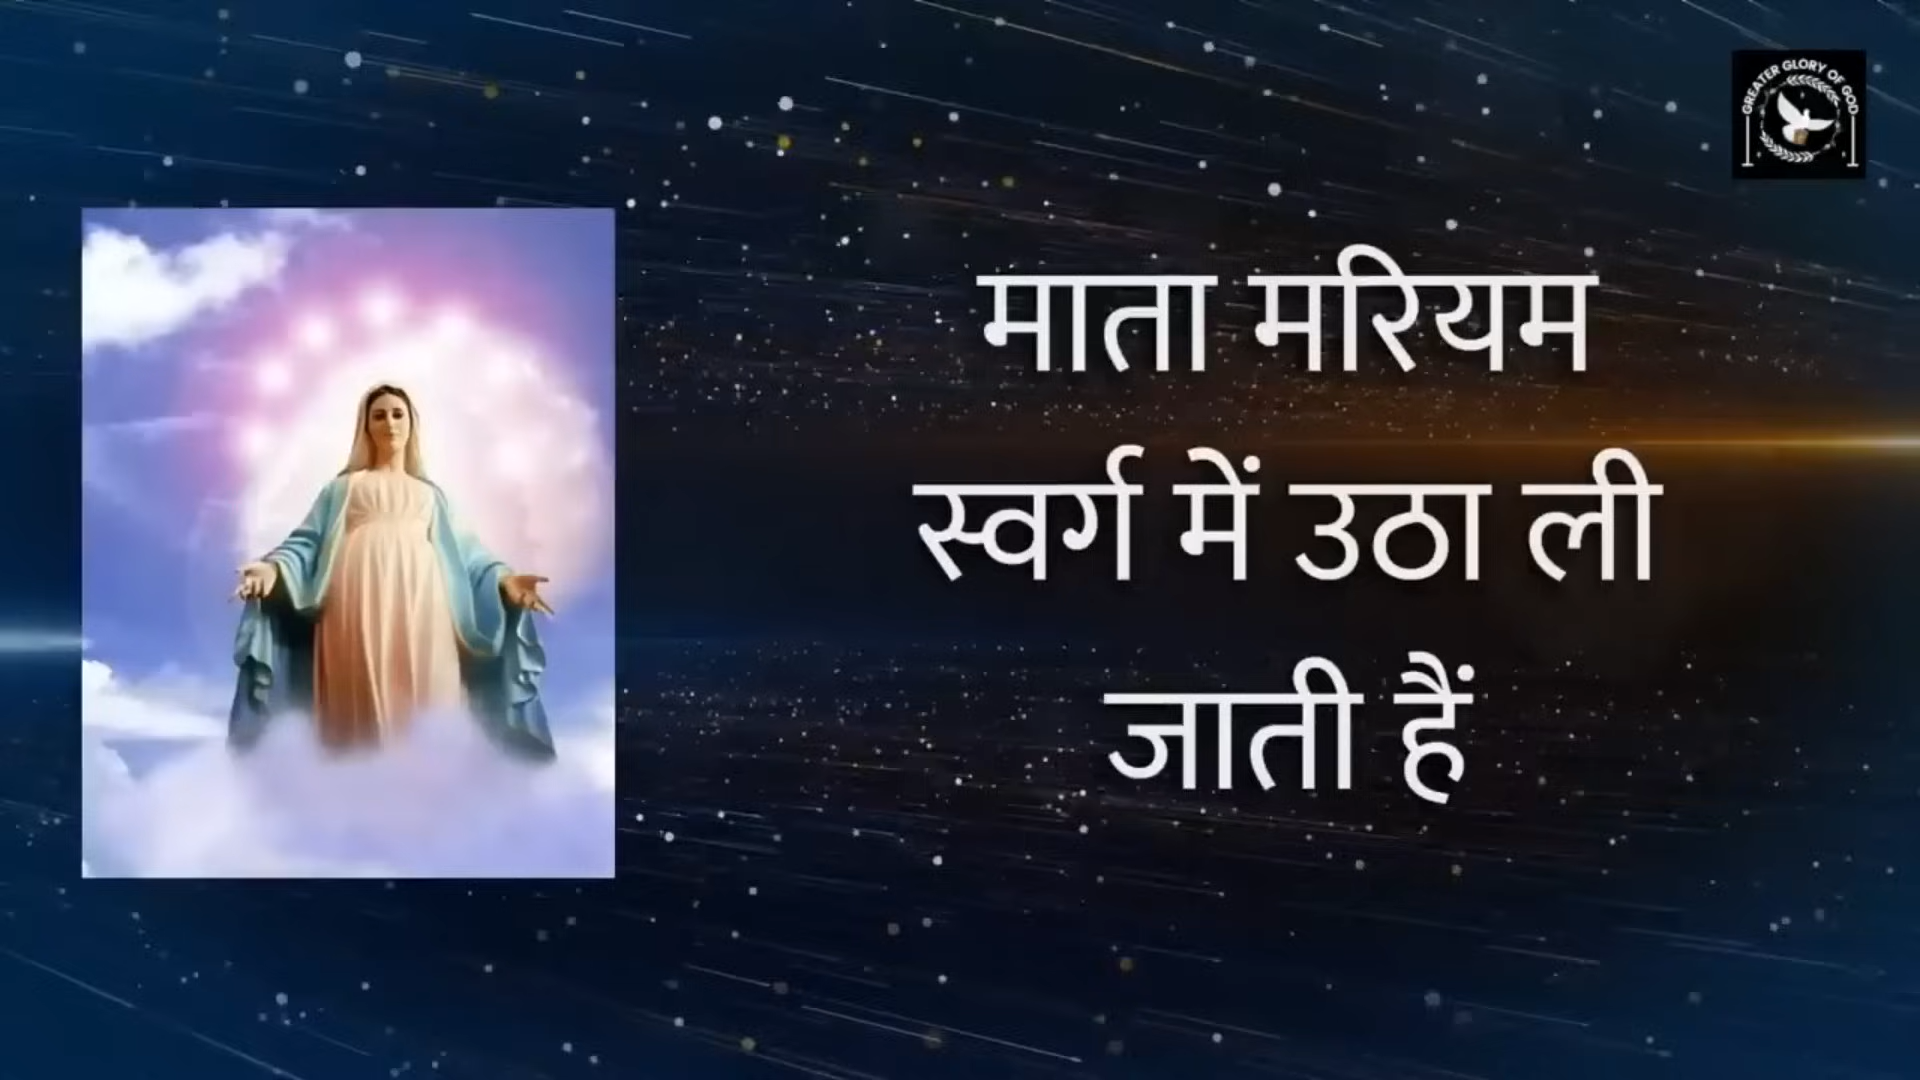 GREATER GLORY OF GOD
माता मरियम
स्वर्ग में उठा ली
जाती हैं